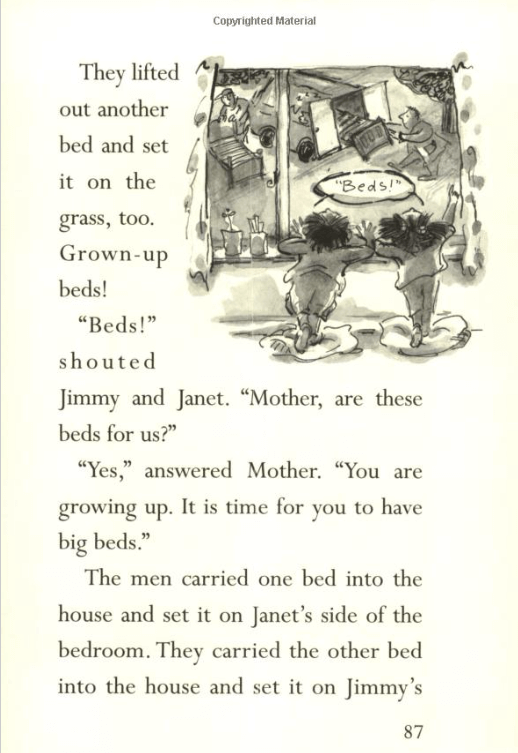 Copyrighted Material
They lifted
out another
bed and set
it on the
grass, too.
Grown-up
beds!
"Beds!"
"Beds!"
shouted
Jimmy and Janet. "Mother, are these
beds for us?"
"Yes," answered Mother. "You are
growing up. It is time for you to have
big beds."
The men carried one bed into the
house and set it on Janet's side of the
bedroom. They carried the other bed
into the house and set it on Jimmy's
87